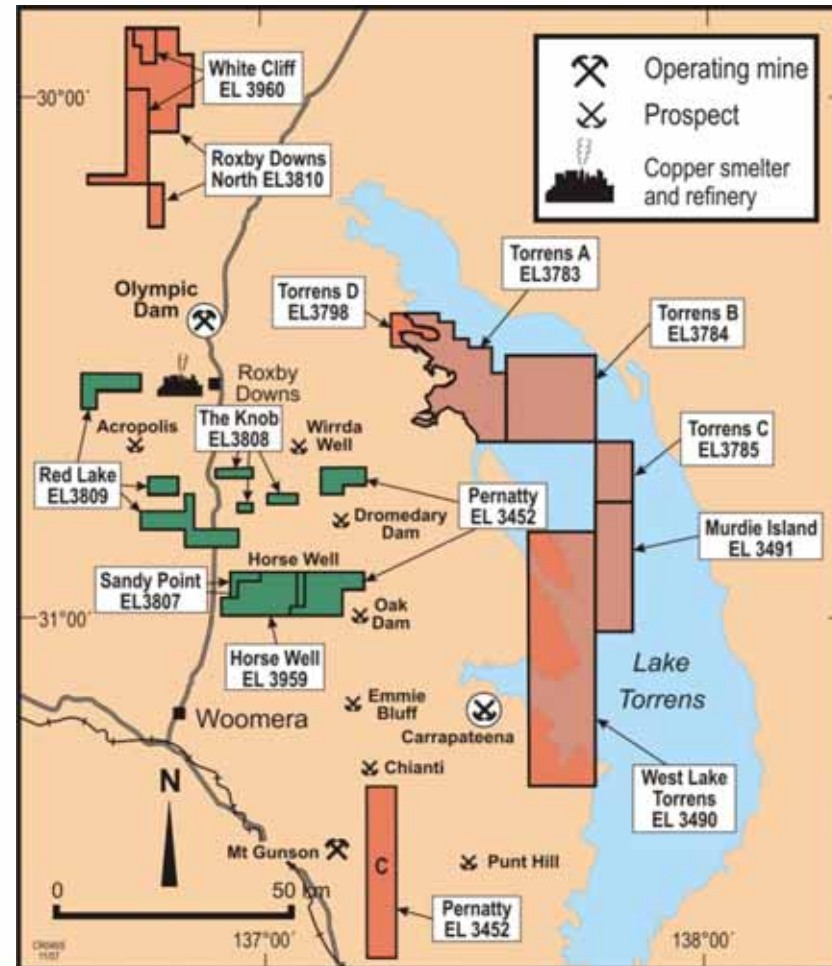 White Cliff
EL 3960
30°00´
Roxby Downs
North EL3810
Operating mine
Prospect
Copper smelter
and refinery
Olympic
Dam
Torrens D
EL3798
Torrens A
EL3783
Torrens B
EL3784
Roxby
Downs
Acropolis
The Knob
EL3808
Wirrda
Well
Red Lake
EL3809
Torrens C
EL3785
Pernatty
EL 3452
Dromedary
Dam
Murdie Island
EL 3491
Horse Well
Sandy Point
EL3807
31°00´
Oak
Dam
Horse Well
EL 3959
Lake
Torrens
Emmie
Bluff
Woomera
Carrapateena
Chianti
West Lake
Torrens
EL 3490
N
Mt Gunson
C
Punt Hill
0 50 km
Pernatty
EL 3452
137°00´
138°00´
11/07